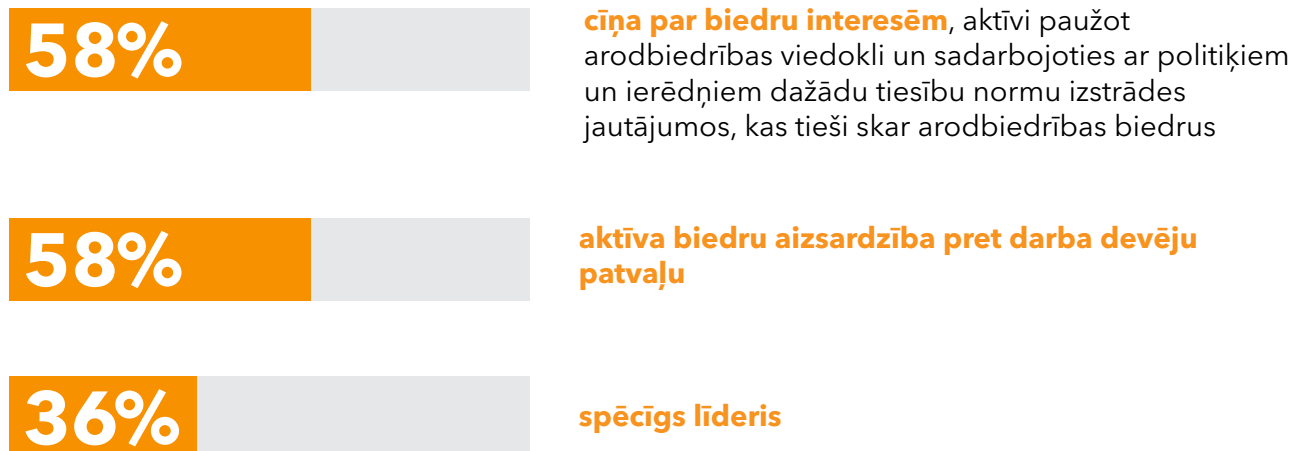 58%
cīņa par biedru interesēm, aktīvi paužot
arodbiedrības viedokli un sadarbojoties ar politiķiem
un ierēdņiem dažādu tiesību normu izstrādes
jautājumos, kas tieši skar arodbiedrības biedrus
58%
aktīva biedru aizsardzība pret darba devēju
patvaļu
36%
spēcīgs līderis